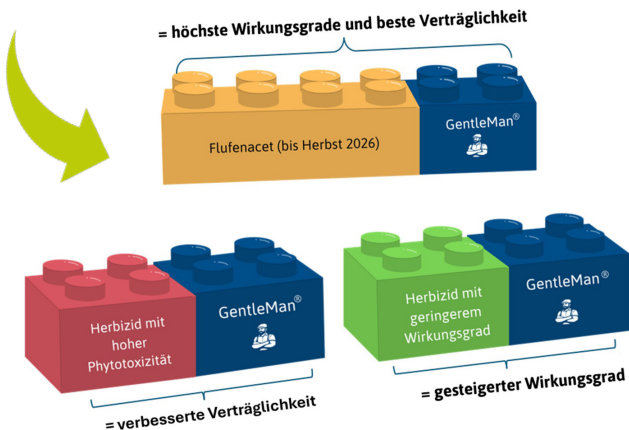 = höchste Wirkungsgrade und beste Verträglichkeit
Flufenacet (bis Herbst 2026)
GentleMan®
Herbizid mit
hoher
Phytotoxizität
GentleMan®
= verbesserte Verträglichkeit
Herbizid mit
geringerem
Wirkungsgrad
GentleMan®
= gesteigerter Wirkungsgrad